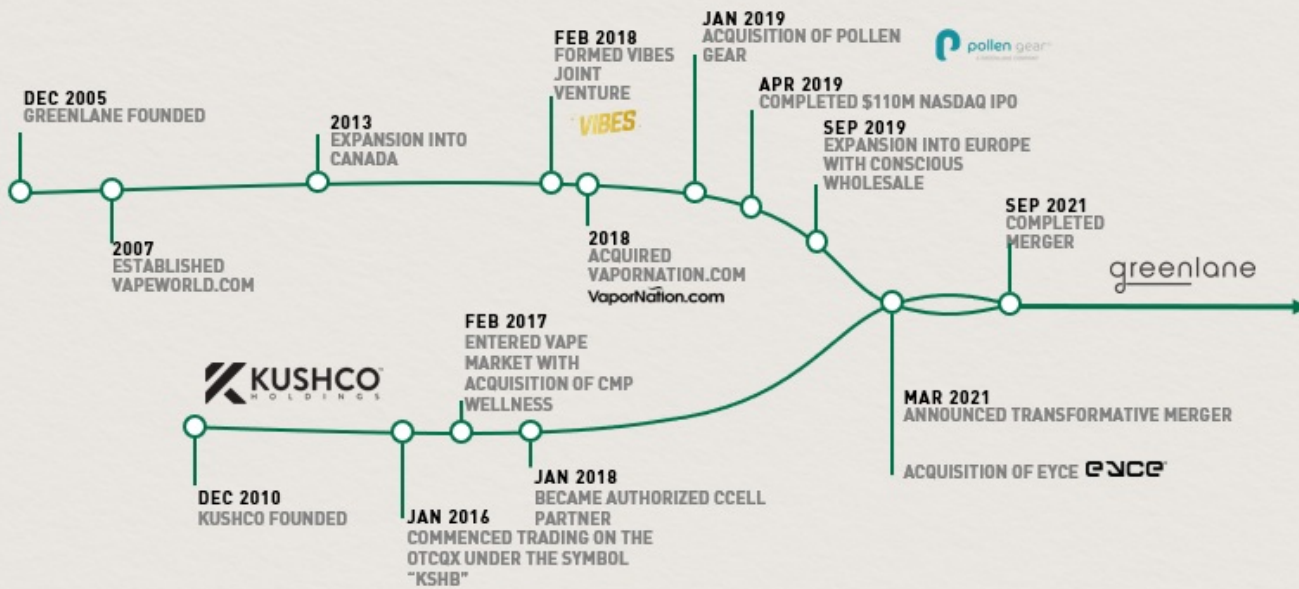 DEC 2005
GREENLANE FOUNDED
2007
ESTABLISHED
VAPEWORLD.COM
2013
EXPANSION INTO
CANADA
FEB 2018
FORMED VIBES
JOINT
VENTURE
VIBES
2018
ACQUIRED
VAPORNATION.COM
VaporNation.com
JAN 2019
ACQUISITION OF POLLEN
GEAR
pollen gear
APR 2019
COMPLETED $110M NASDAQ IPO
SEP 2019
EXPANSION INTO EUROPE
WITH CONSCIOUS
WHOLESALE
SEP 2021
COMPLETED
MERGER
greenlane
KUSHCO
HOLDINGS
DEC 2010
KUSHCO FOUNDED
JAN 2016
COMMENCED TRADING ON THE
OTCQX UNDER THE SYMBOL
"KSHB"
FEB 2017
ENTERED VAPE
MARKET WITH
ACQUISITION OF CMP
WELLNESS
JAN 2018
BECAME AUTHORIZED CCELL
PARTNER
MAR 2021
ANNOUNCED TRANSFORMATIVE MERGER
ACQUISITION OF EYCE eyce